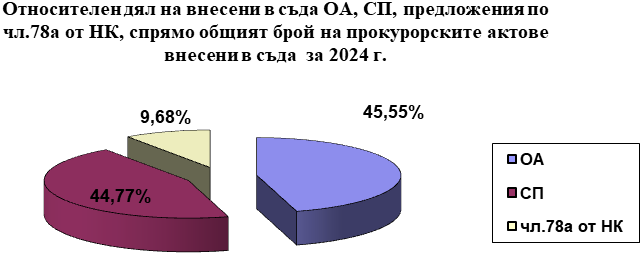 Относителен дял на внесени в съда ОА, СП, предложения по
чл.78а от НК, спрямо общият брой на прокурорските актове
внесени в съда за 2024 г.
9,68%
45,55%
44,77%
ОА
СП
чл.78а от НК